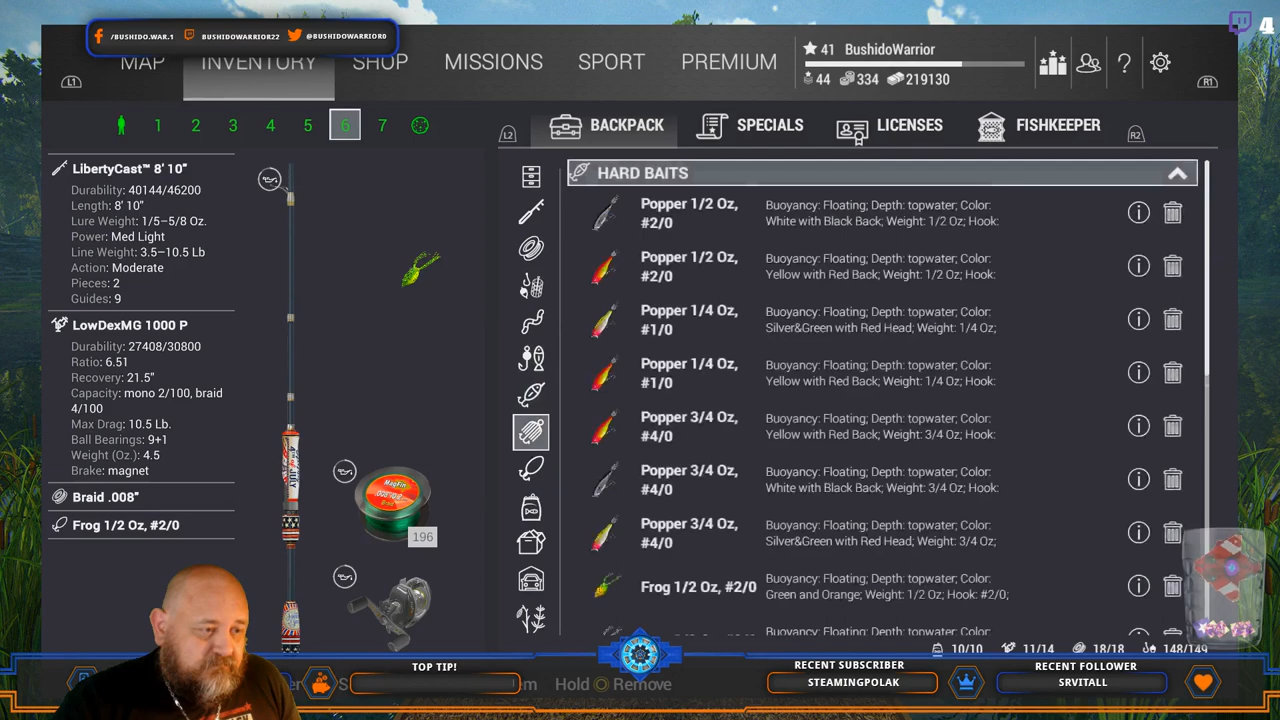 /BUSHIDO.WAR.1 BUSHIDOWARRIOR22 @BUSHIDOWARRIOR0
4
MAP INVENTORY SHOP MISSIONS SPORT PREMIUM
41 BushidoWarrior
44 334 219130
?
L1
R1
1 2 3 4 5 6 7
L2 BACKPACK SPECIALS LICENSES FISHKEEPER R2
LibertyCast™ 8' 10"
Durability: 40144/46200
Length: 8' 10"
Lure Weight: 1/5–5/8 Oz.
Power: Med Light
Line Weight: 3.5–10.5 Lb
Action: Moderate
Pieces: 2
Guides: 9
LowDexMG 1000 P
Durability: 27408/30800
Ratio: 6.51
Recovery: 21.5"
Capacity: mono 2/100, braid
4/100
Max Drag: 10.5 Lb.
Ball Bearings: 9+1
Weight (Oz.): 4.5
Brake: magnet
Braid .008"
Frog 1/2 Oz, #2/0
MagFin
196
HARD BAITS
Popper 1/2 Oz,
#2/0
Buoyancy: Floating; Depth: topwater; Color:
White with Black Back; Weight: 1/2 Oz; Hook:
Popper 1/2 Oz,
#2/0
Buoyancy: Floating; Depth: topwater; Color:
Yellow with Red Back; Weight: 1/2 Oz; Hook:
Popper 1/4 Oz,
#1/0
Buoyancy: Floating; Depth: topwater; Color:
Silver&Green with Red Head; Weight: 1/4 Oz;
Popper 1/4 Oz,
#1/0
Buoyancy: Floating; Depth: topwater; Color:
Yellow with Red Back; Weight: 1/4 Oz; Hook:
Popper 3/4 Oz,
#4/0
Buoyancy: Floating; Depth: topwater; Color:
Yellow with Red Back; Weight: 3/4 Oz; Hook:
Popper 3/4 Oz,
#4/0
Buoyancy: Floating; Depth: topwater; Color:
White with Black Back; Weight: 3/4 Oz; Hook:
Popper 3/4 Oz,
#4/0
Buoyancy: Floating; Depth: topwater; Color:
Silver&Green with Red Head; Weight: 3/4 Oz;
Frog 1/2 Oz, #2/0
Buoyancy: Floating; Depth: topwater; Color:
Green and Orange; Weight: 1/2 Oz; Hook: #2/0;
Buoyancy: Floating; Depth: topwater; Color:
10/10 11/14 18/18 148/149
Hold Remove
TOP TIP!
RECENT SUBSCRIBER
STEAMINGPOLAK
RECENT FOLLOWER
SRVITALL